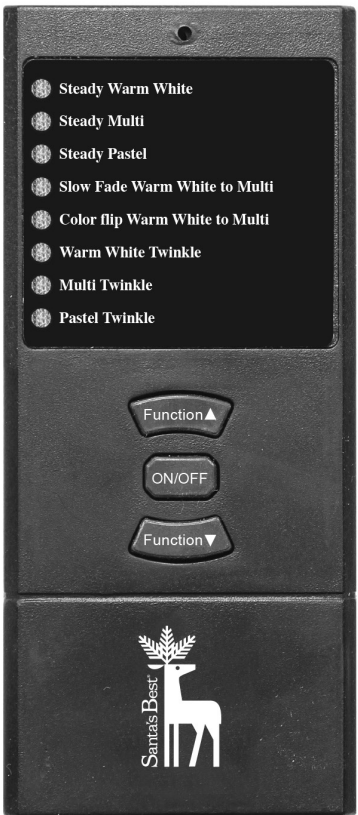 Steady Warm White
Steady Multi
Steady Pastel
Slow Fade Warm White to Multi
Color flip Warm White to Multi
Warm White Twinkle
Multi Twinkle
Pastel Twinkle
Function▲
ON/OFF
Function▼
Santa's Best®